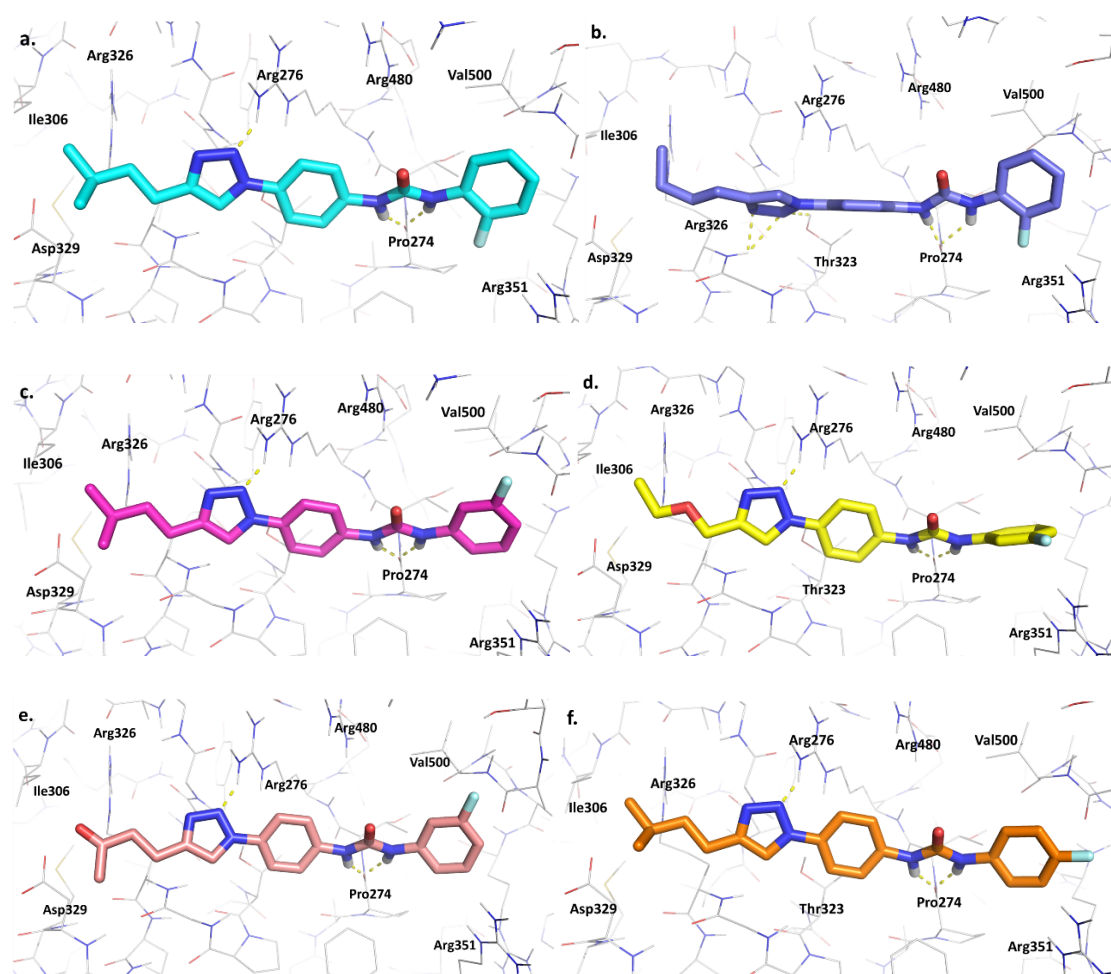 a.
Arg326
Arg276
Arg480
Val500
Ile306
Asp329
Pro274
Arg351
b.
Arg480
Val500
Arg276
Ile306
Arg326
Asp329
Thr323
Pro274
Arg351
c.
Arg480
Val500
Arg276
Arg326
Ile306
Pro274
Asp329
Arg351
d.
Arg326
Arg276
Arg480
Val500
Ile306
Asp329
Thr323
Pro274
Arg351
e.
Arg326
Arg480
Val500
Arg276
Ile306
Pro274
Asp329
Arg351
f.
Arg276
Arg480
Val500
Arg326
Ile306
Asp329
Thr323
Pro274
Arg351